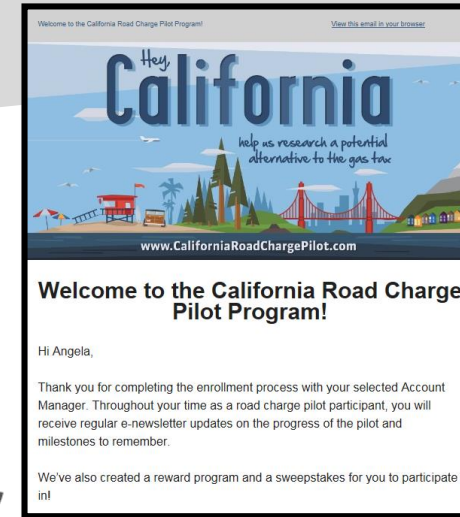 Welcome to the California Road Charge Pilot Program!
View this email in your browser
Hey,
California
help us research a potential
alternative to the gas tax
www.CaliforniaRoadChargePilot.com
Welcome to the California Road Charge
Pilot Program!
Hi Angela,
Thank you for completing the enrollment process with your selected Account
Manager. Throughout your time as a road charge pilot participant, you will
receive regular e-newsletter updates on the progress of the pilot and
milestones to remember.
We've also created a reward program and a sweepstakes for you to participate
in!